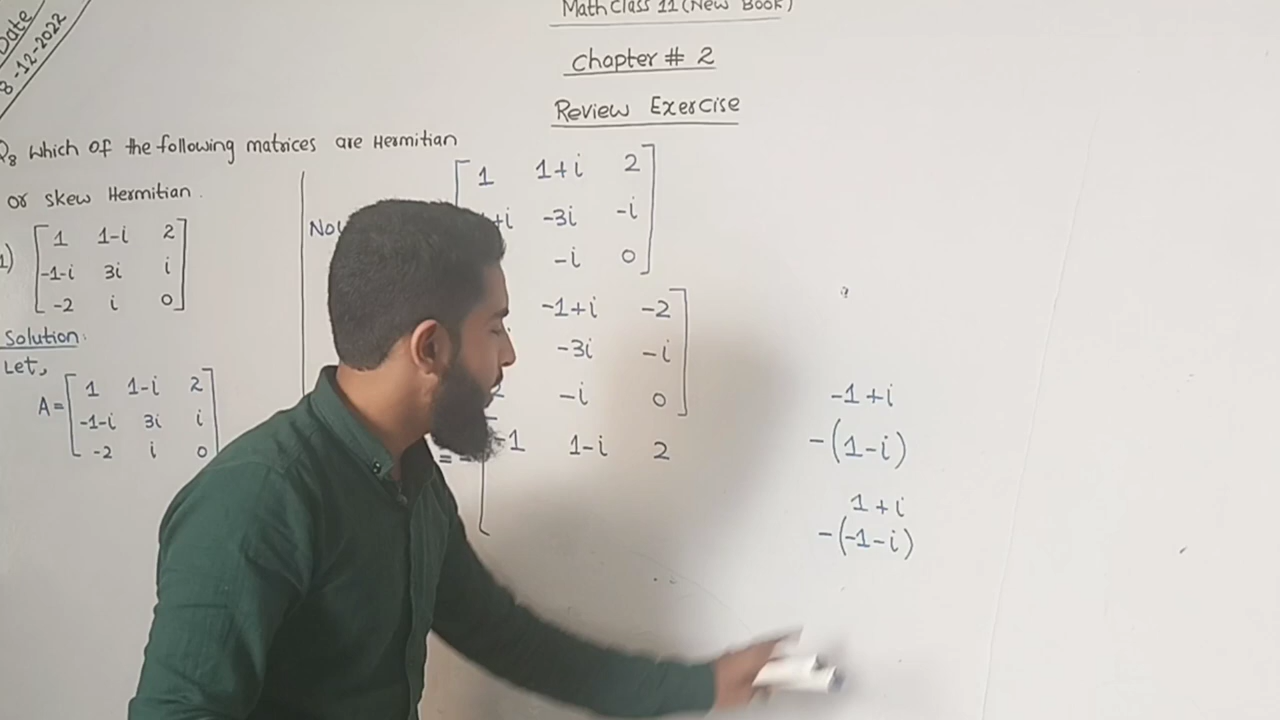 Date
8-12-2022
Math Class 11 (New Book)
Chapter # 2
Review Exercise
Q8 Which of the following matrices are Hermitian
or skew Hermitian.
1) [1 1-i 2
-1-i 3i i
-2 i 0]
Solution:
Let,
A = [1 1-i 2
-1-i 3i i
-2 i 0]
[1 1+i 2
+i -3i -i
-i 0]
-1+i -2
-3i -i
-i 0]
= - [-1 1-i 2
-1+i
-(1-i)
1+i
-(-1-i)